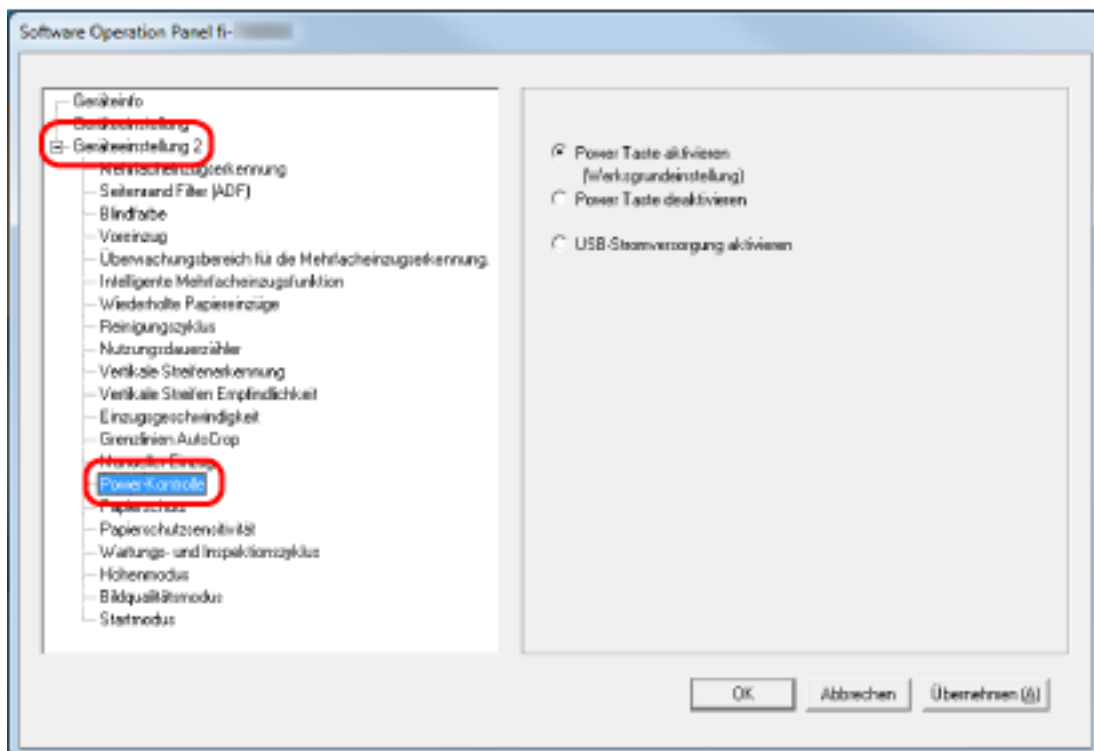 Software Operation Panel fi-
Geräteinfo
Geräteeinstellung
Geräteeinstellung 2
Mehrfacheinzugserkennung
Seitenrand Filter (ADF)
Blindfarbe
Voreinzug
Überwachungsbereich für die Mehrfacheinzugserkennung.
Intelligente Mehrfacheinzugsfunktion
Wiederholte Papiereinzüge
Reinigungszyklus
Nutzungsdauerzähler
Vertikale Streifenerkennung
Vertikale Streifen Empfindlichkeit
Einzugsgeschwindigkeit
Grenzlinien AutoCrop
Manueller Einzug
Power-Kontrolle
Papierschutz
Papierschutzsensitivität
Wartungs- und Inspektionszyklus
Höhenmodus
Bildqualitätsmodus
Startmodus
Power Taste aktivieren
(Werksgrundeinstellung)
Power Taste deaktivieren
USB-Stromversorgung aktivieren
OK
Abbrechen
Übernehmen (A)